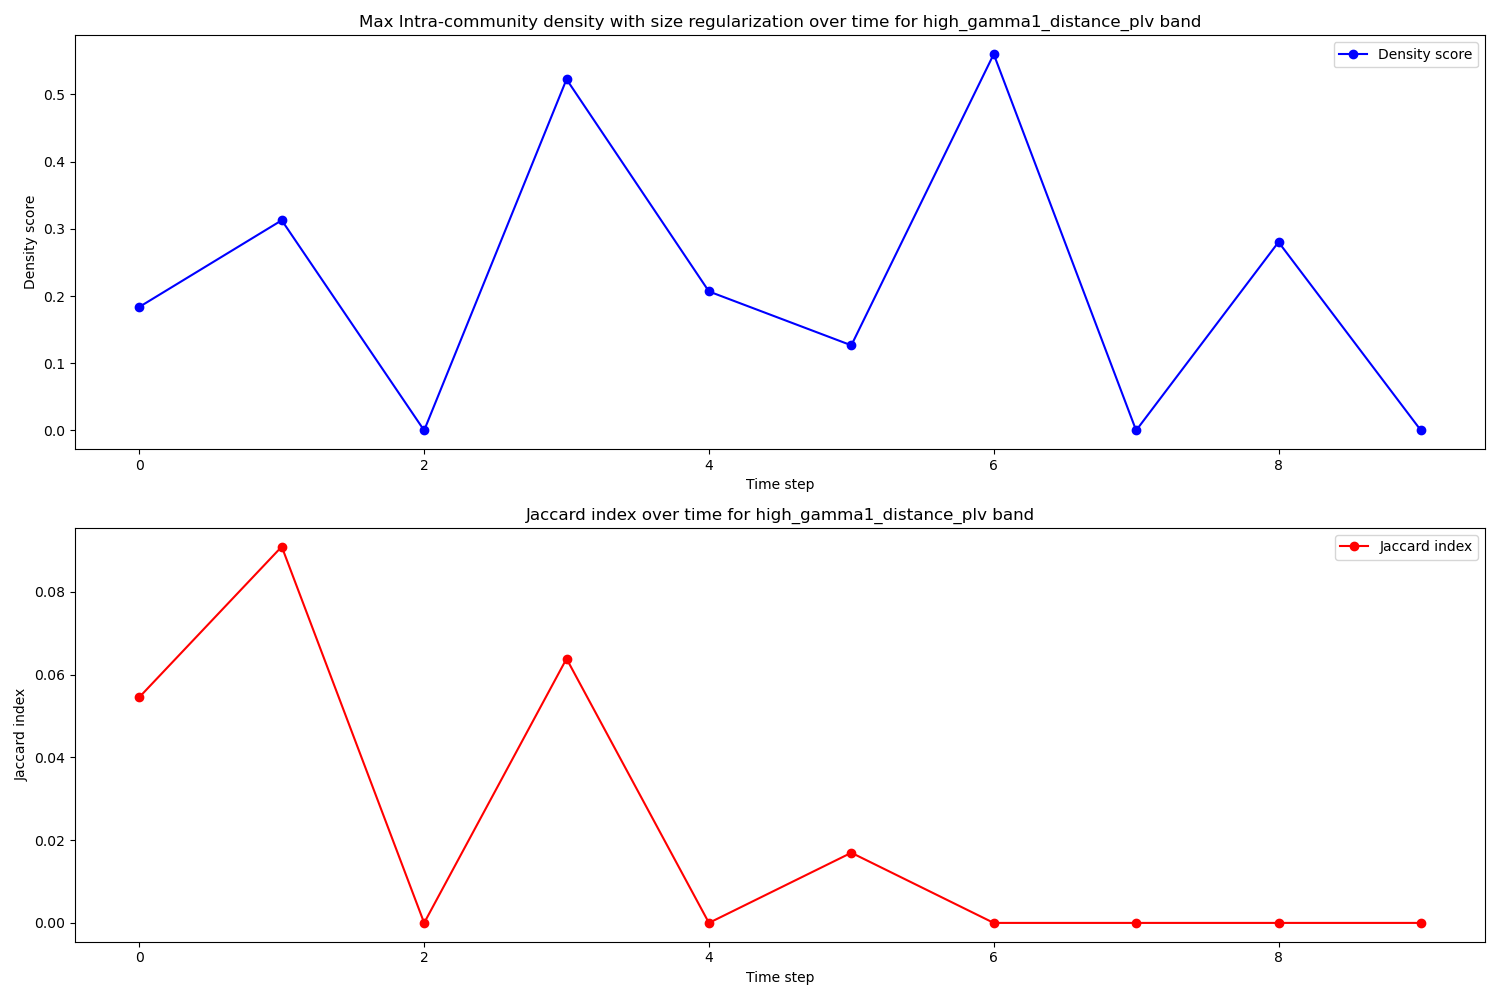 Max Intra-community density with size regularization over time for high_gamma1_distance_plv band
Density score
0.5
0.4
0.3
0.2
0.1
0.0
Density score
0 2 4 6 8
Time step
Jaccard index over time for high_gamma1_distance_plv band
Jaccard index
0.08
0.06
0.04
0.02
0.00
Jaccard index
0 2 4 6 8
Time step